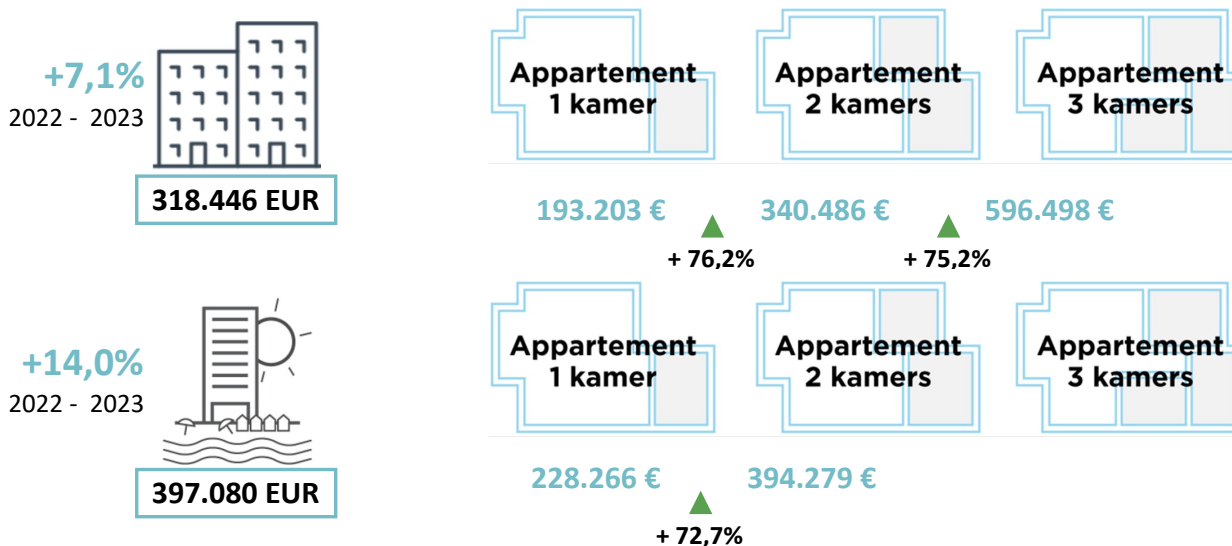 +7,1%
2022 - 2023
318.446 EUR
Appartement
1 kamer
Appartement
2 kamers
Appartement
3 kamers
193.203 €
340.486 €
596.498 €
+ 76,2%
+ 75,2%
+14,0%
2022 - 2023
397.080 EUR
Appartement
1 kamer
Appartement
2 kamers
Appartement
3 kamers
228.266 €
394.279 €
+ 72,7%